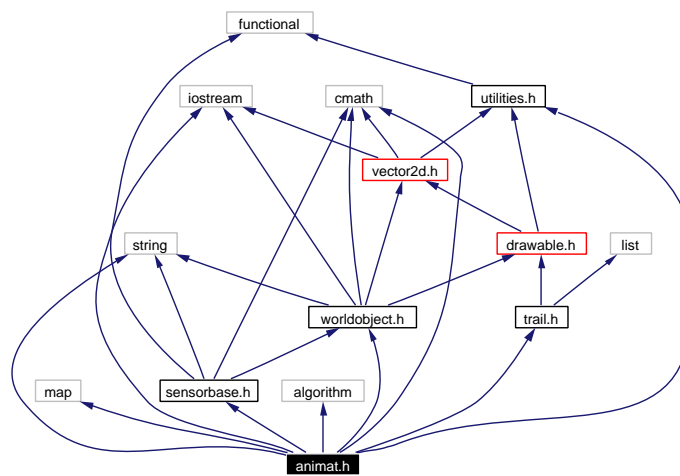 functional
iostream
cmath
utilities.h
vector2d.h
string
drawable.h
list
worldobject.h
trail.h
map
sensorbase.h
algorithm
animat.h